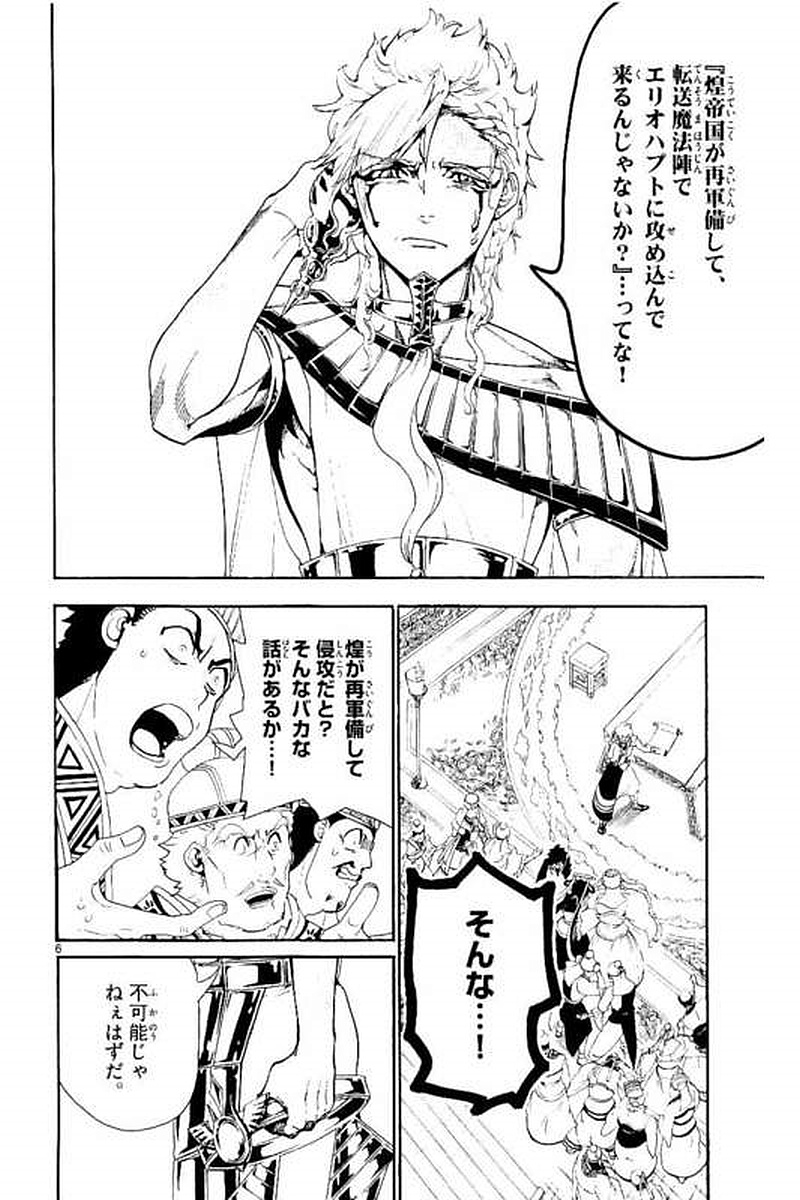 『煌帝国が再軍備して、
転送魔法陣で
エリオハプトに攻め込んで
来るんじゃないか？』…ってな！
そんな…！
煌が再軍備して
侵攻だと？
そんなバカな
話があるか…！
6
不可能じゃ
ねぇはずだ。